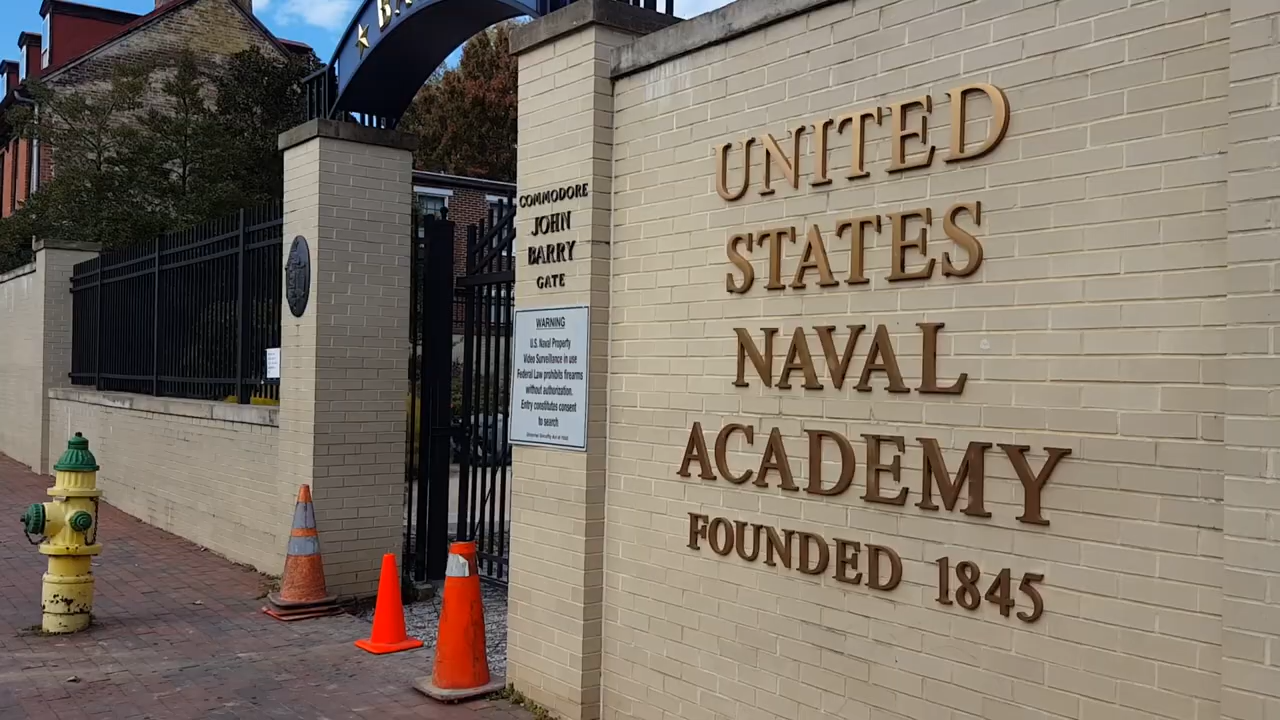 COMMODORE
JOHN
BARRY
GATE
WARNING
U.S. Naval Property
Video Surveillance in use
Federal Law prohibits firearms
without authorization.
Entry constitutes consent
to search
UNITED
STATES
NAVAL
ACADEMY
FOUNDED 1845